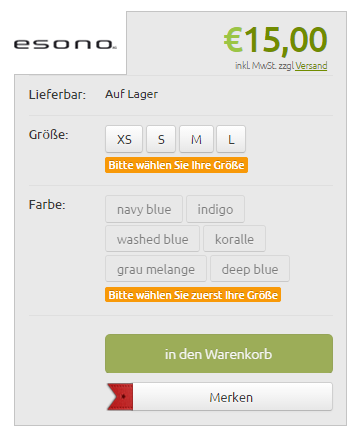 esono
€15,00
inkl. MwSt. zzgl Versand
Lieferbar: Auf Lager
Größe: XS S M L
Bitte wählen Sie Ihre Größe
Farbe: navy blue indigo
washed blue koralle
grau melange deep blue
Bitte wählen Sie zuerst Ihre Größe
in den Warenkorb
Merken